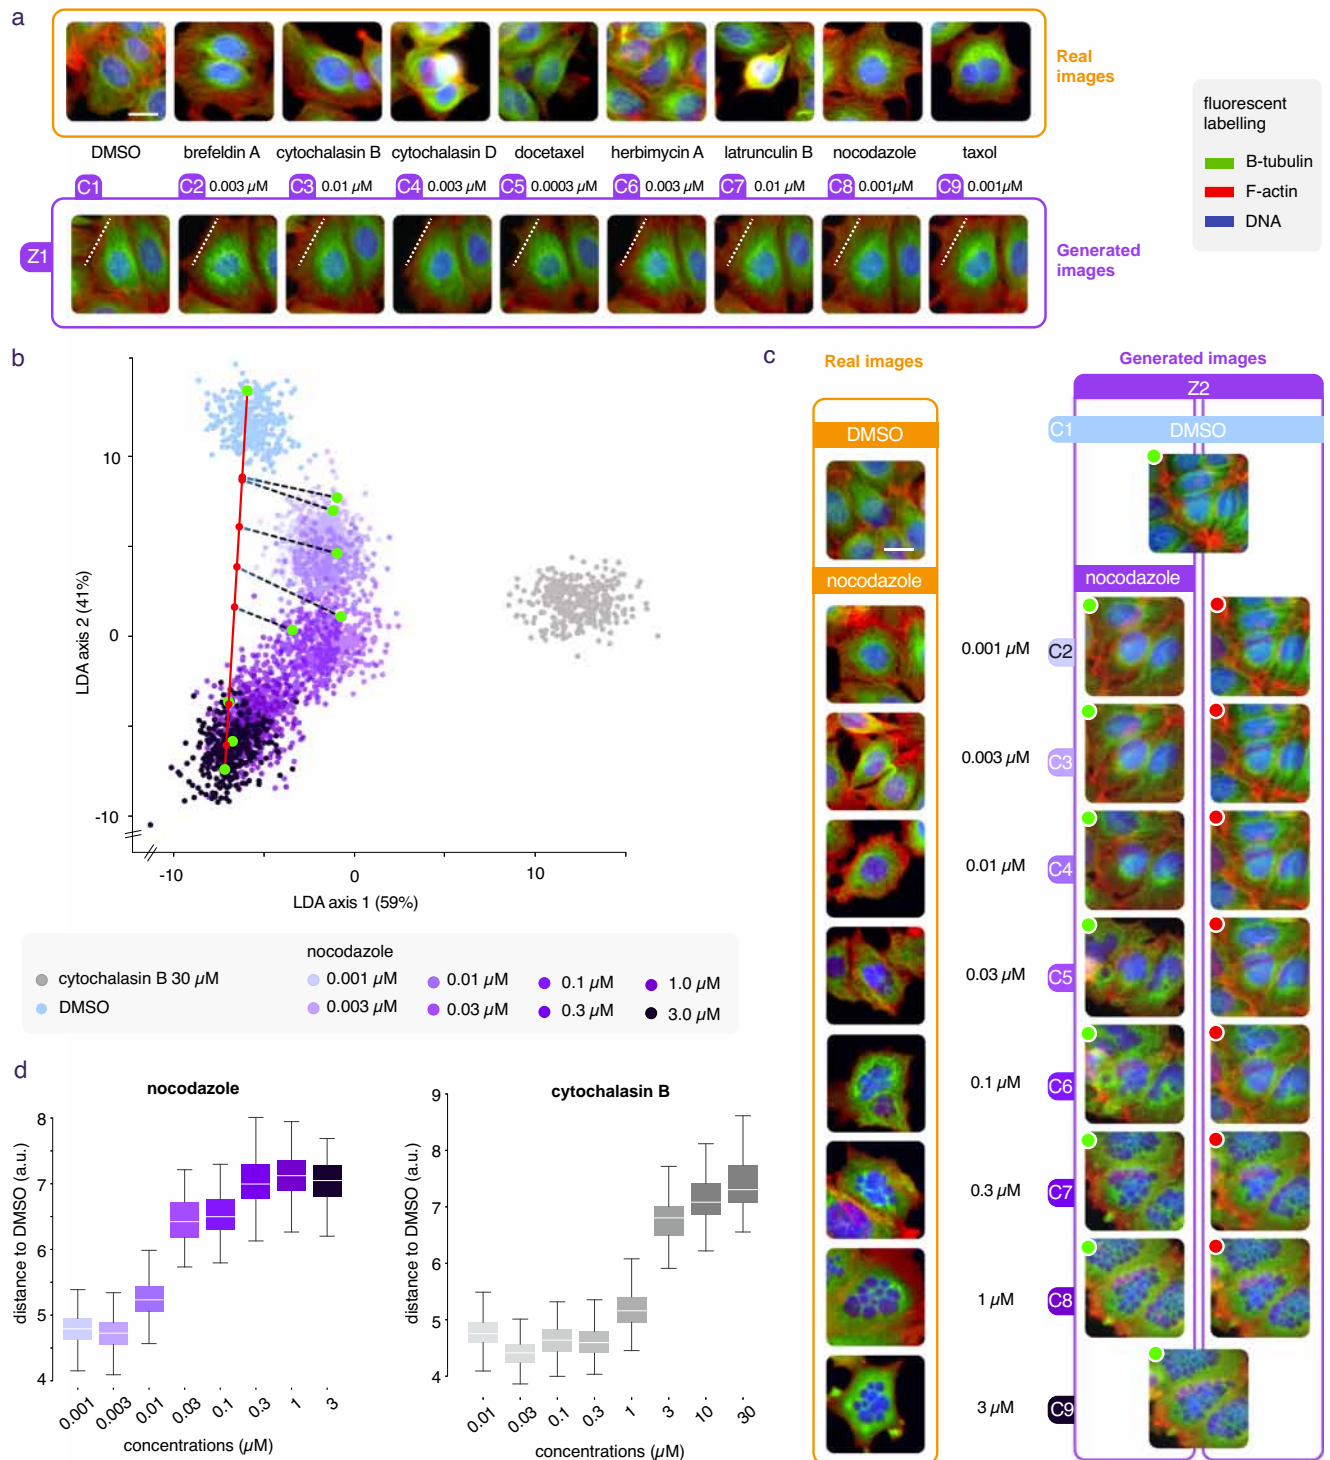 a
Real
images
fluorescent
labelling
B-tubulin
F-actin
DNA
DMSO brefeldin A cytochalasin B cytochalasin D docetaxel herbimycin A latrunculin B nocodazole taxol
C1 C2 0.003 µM C3 0.01 µM C4 0.003 µM C5 0.0003 µM C6 0.003 µM C7 0.01 µM C8 0.001µM C9 0.001µM
Z1
Generated
images
b
10
0
-10
LDA axis 2 (41%)
-10 0 10
LDA axis 1 (59%)
nocodazole
cytochalasin B 30 µM 0.001 µM 0.01 µM 0.1 µM 1.0 µM
DMSO 0.003 µM 0.03 µM 0.3 µM 3.0 µM
c
Real images
Generated images
Z2
DMSO
C1 DMSO
nocodazole
nocodazole
0.001 µM C2
0.003 µM C3
0.01 µM C4
0.03 µM C5
0.1 µM C6
0.3 µM C7
1 µM C8
3 µM C9
d
nocodazole
distance to DMSO (a.u.)
8
7
6
5
4
0.001 0.003 0.01 0.03 0.1 0.3 1 3
concentrations (µM)
cytochalasin B
distance to DMSO (a.u.)
9
8
7
6
5
4
0.01 0.03 0.1 0.3 1 3 10 30
concentrations (µM)